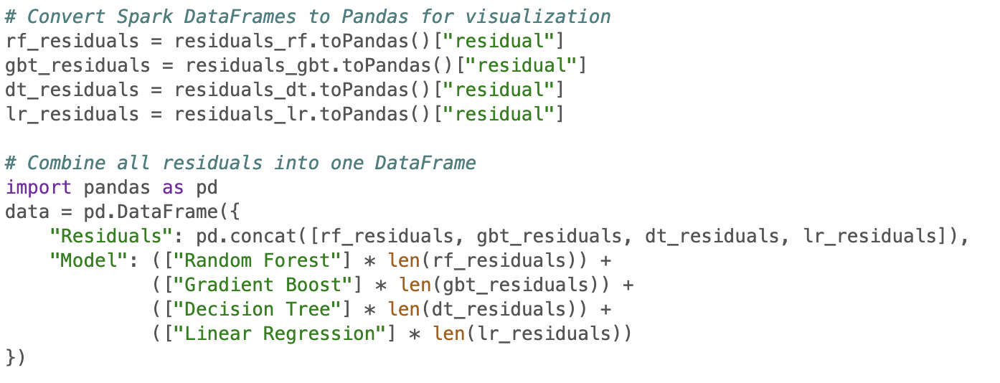 # Convert Spark DataFrames to Pandas for visualization
rf_residuals = residuals_rf.toPandas()["residual"]
gbt_residuals = residuals_gbt.toPandas()["residual"]
dt_residuals = residuals_dt.toPandas()["residual"]
lr_residuals = residuals_lr.toPandas()["residual"]

# Combine all residuals into one DataFrame
import pandas as pd
data = pd.DataFrame({
    "Residuals": pd.concat([rf_residuals, gbt_residuals, dt_residuals, lr_residuals]),
    "Model": (["Random Forest"] * len(rf_residuals)) +
             (["Gradient Boost"] * len(gbt_residuals)) +
             (["Decision Tree"] * len(dt_residuals)) +
             (["Linear Regression"] * len(lr_residuals))
})